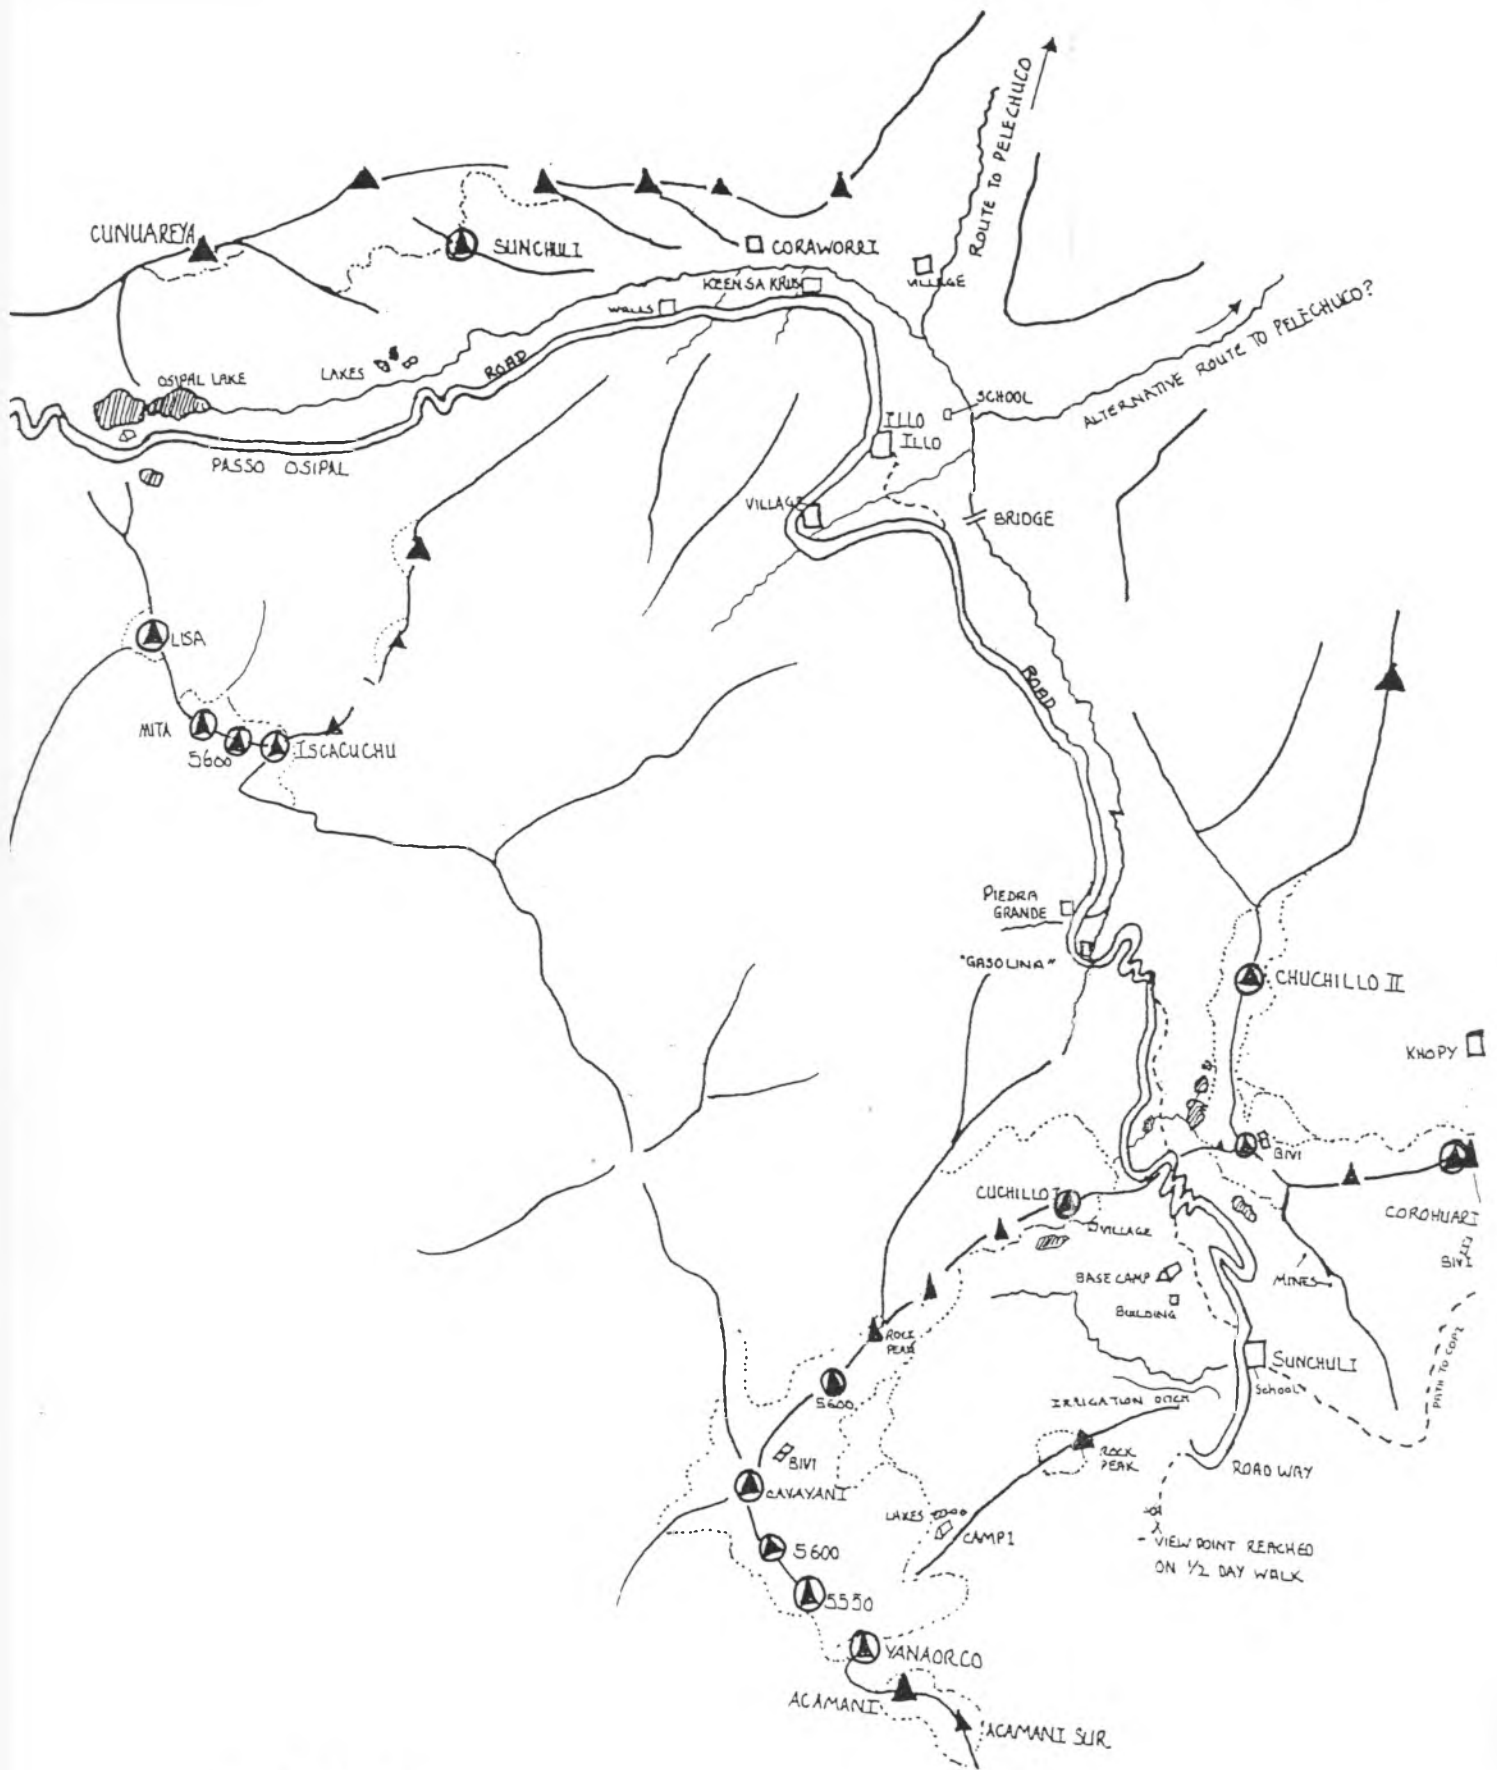 ROUTE TO PELECHUCO
CUNUAREYA
SUNCHULI
CORAWORRI
VILLAGE
KEENSA KRUS
WALLS
ROAD
LAKES
OSIPAL LAKE
PASSO OSIPAL
ALTERNATIVE ROUTE TO PELECHUCO?
SCHOOL
ILLO
ILLO
VILLAGE
BRIDGE
LISA
MITA
5600
ISCACUCHU
ROAD
PIEDRA
GRANDE
"GASOLINA"
CHUCHILLO II
KHOPY
BIVI
CUCHILLO I
VILLAGE
COROHUARI
BIVI
BASE CAMP
BUILDING
MINES
ROCK
PEAK
SUNCHULI
School
PATH TO COPI
5600
IRRIGATION DITCH
BIVI
ROCK
PEAK
ROADWAY
CAVAYANI
LAKES
CAMP I
- VIEW POINT REACHED
ON 1/2 DAY WALK
5600
5550
YANAORCO
ACAMANI
ACAMANI SUR